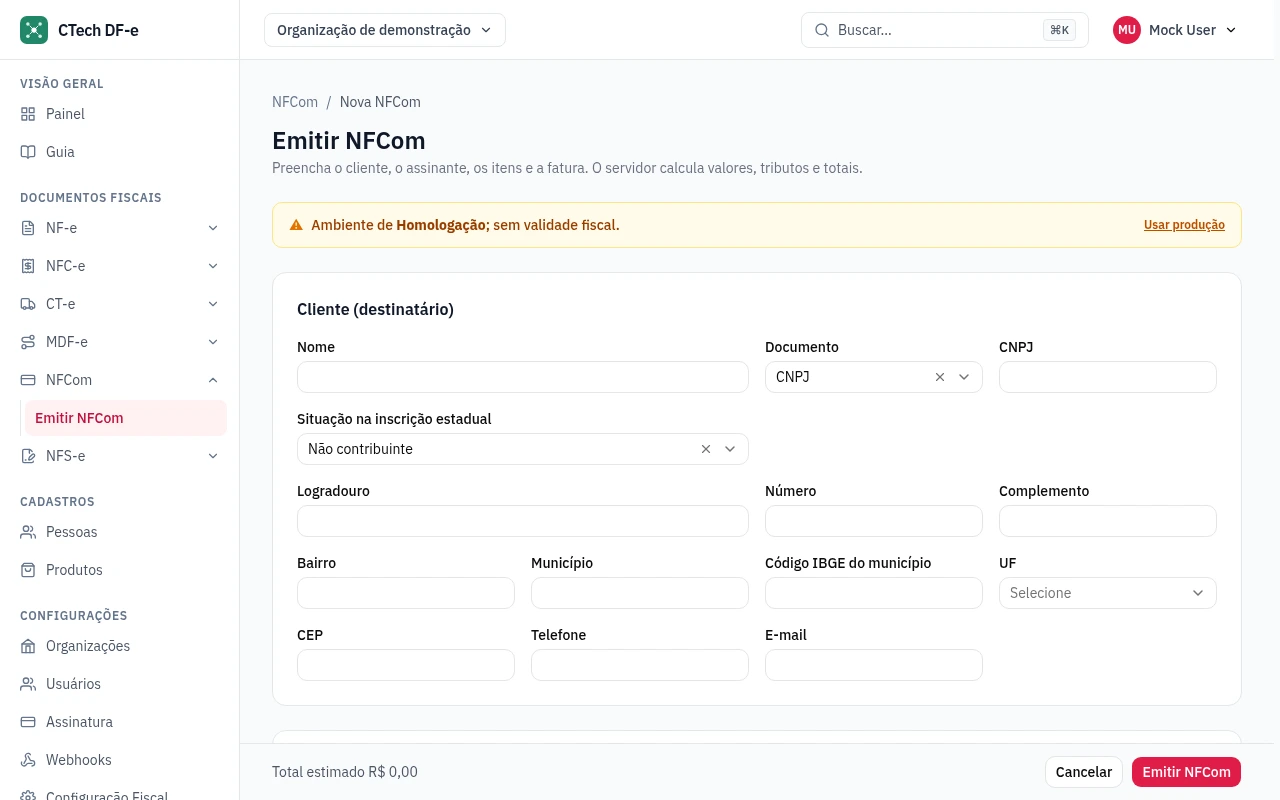 CTech DF-e
Organização de demonstração
Buscar...
⌘K
MU
Mock User
VISÃO GERAL
Painel
Guia
DOCUMENTOS FISCAIS
NF-e
NFC-e
CT-e
MDF-e
NFCom
Emitir NFCom
NFS-e
CADASTROS
Pessoas
Produtos
CONFIGURAÇÕES
Organizações
Usuários
Assinatura
Webhooks
Configuração Fiscal
NFCom / Nova NFCom
Emitir NFCom
Preencha o cliente, o assinante, os itens e a fatura. O servidor calcula valores, tributos e totais.
Ambiente de Homologação; sem validade fiscal.
Usar produção
Cliente (destinatário)
Nome
Documento
CNPJ
CNPJ
Situação na inscrição estadual
Não contribuinte
Logradouro
Número
Complemento
Bairro
Município
Código IBGE do município
UF
Selecione
CEP
Telefone
E-mail
Total estimado R$ 0,00
Cancelar
Emitir NFCom